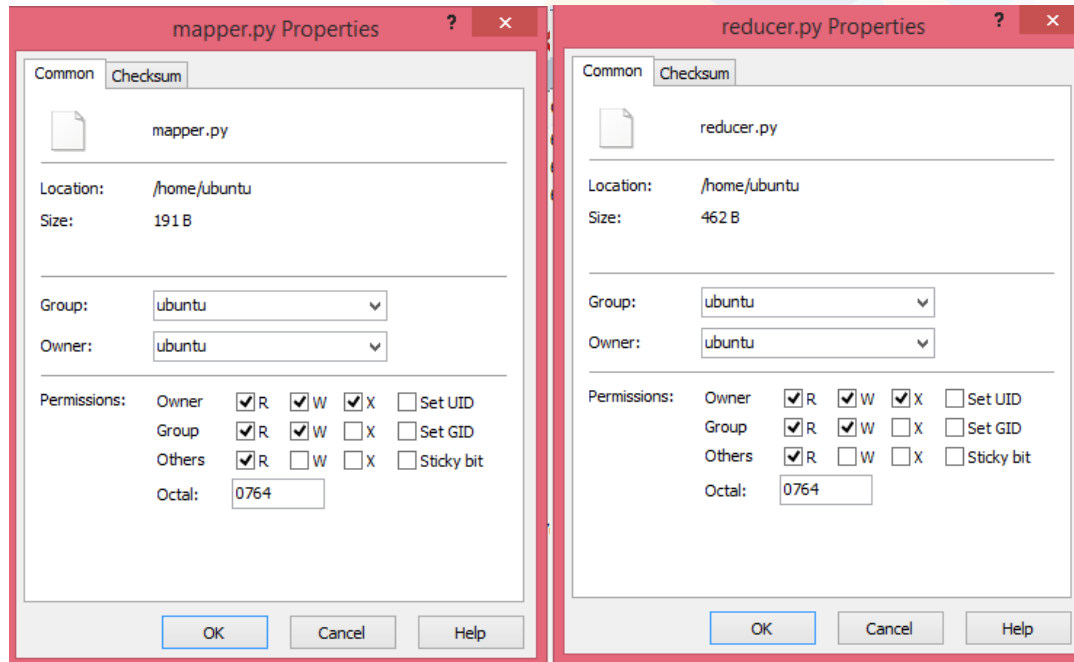 mapper.py Properties ? ×
Common Checksum
mapper.py
Location: /home/ubuntu
Size: 191 B
Group: ubuntu
Owner: ubuntu
Permissions: Owner R W X Set UID
Group R W X Set GID
Others R W X Sticky bit
Octal: 0764
OK Cancel Help
reducer.py Properties ? ×
Common Checksum
reducer.py
Location: /home/ubuntu
Size: 462 B
Group: ubuntu
Owner: ubuntu
Permissions: Owner R W X Set UID
Group R W X Set GID
Others R W X Sticky bit
Octal: 0764
OK Cancel Help